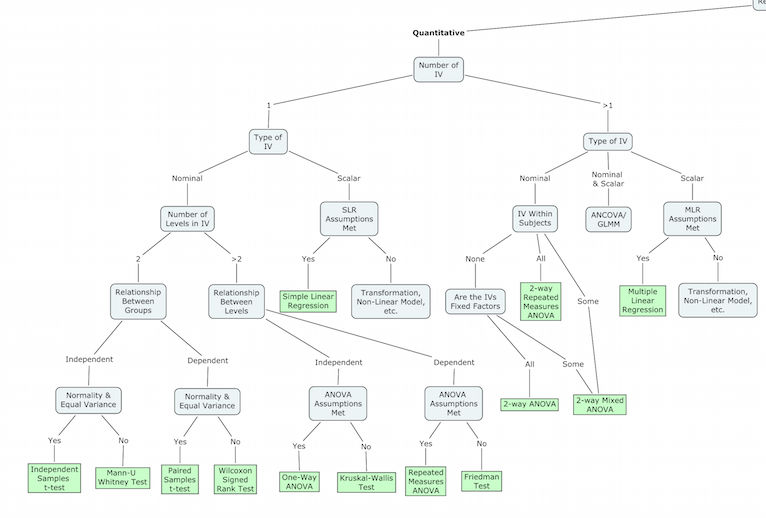 Quantitative
Number of
IV
1
>1
Type of
IV
Type of IV
Nominal
Scalar
Nominal
Nominal
& Scalar
Scalar
Number of
Levels in IV
SLR
Assumptions
Met
IV Within
Subjects
ANCOVA/
GLMM
MLR
Assumptions
Met
2
>2
Yes
No
None
All
Some
Yes
No
Relationship
Between
Groups
Relationship
Between
Levels
Simple Linear
Regression
Transformation,
Non-Linear Model,
etc.
Are the IVs
Fixed Factors
2-way
Repeated
Measures
ANOVA
Multiple
Linear
Regression
Transformation,
Non-Linear Model,
etc.
Independent
Dependent
Independent
Dependent
All
Some
Normality &
Equal Variance
Normality &
Equal Variance
ANOVA
Assumptions
Met
ANOVA
Assumptions
Met
2-way ANOVA
2-way Mixed
ANOVA
Yes
No
Yes
No
Yes
No
Yes
No
Independent
Samples
t-test
Mann-U
Whitney Test
Paired
Samples
t-test
Wilcoxon
Signed
Rank Test
One-Way
ANOVA
Kruskal-Wallis
Test
Repeated
Measures
ANOVA
Friedman
Test